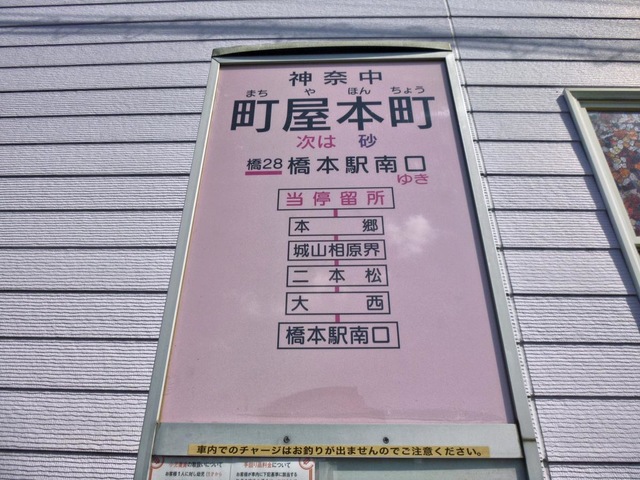 神奈中
まち や ほん ちょう
町屋本町
次は 砂
橋28 橋本駅南口
ゆき
当停留所
本郷
城山相原界
二本松
大西
橋本駅南口
車内でのチャージはお釣りが出ませんのでご注意ください。